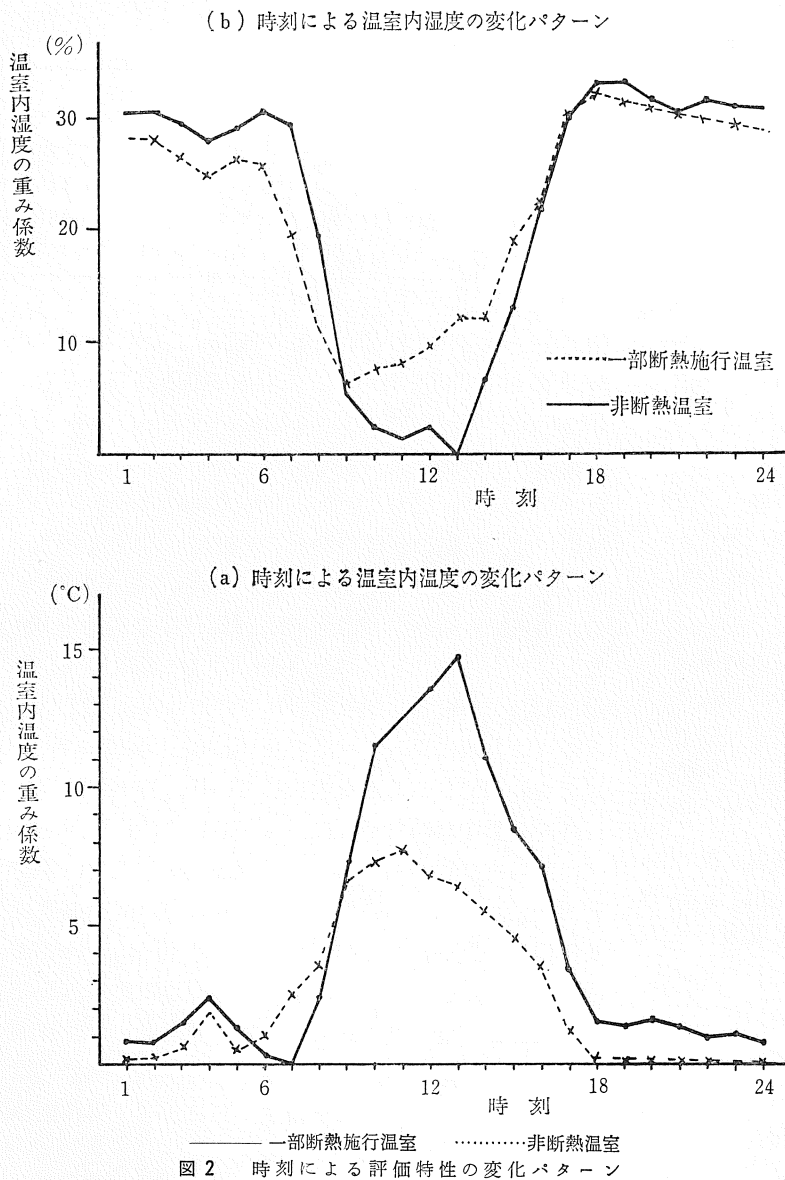 (b) 時刻による温室内湿度の変化パターン
(%)
温室内湿度の重み係数
30
20
10
一部断熱施行温室
非断熱温室
1 6 12 18 24
時 刻
(a) 時刻による温室内温度の変化パターン
(°C)
温室内温度の重み係数
15
10
5
1 6 12 18 24
時 刻
一部断熱施行温室 非断熱温室
図 2 時刻による評価特性の変化パターン